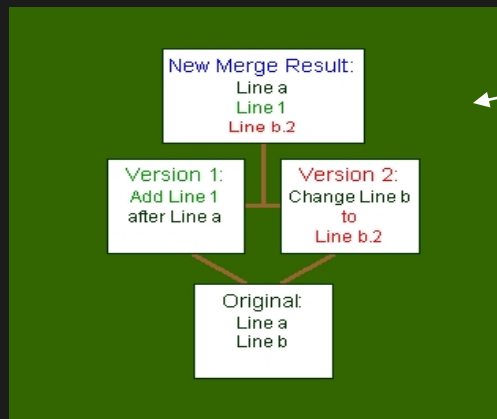 New Merge Result:
Line a
Line 1
Line b.2
Version 1:
Add Line 1
after Line a
Version 2:
Change Line b
to
Line b.2
Original:
Line a
Line b